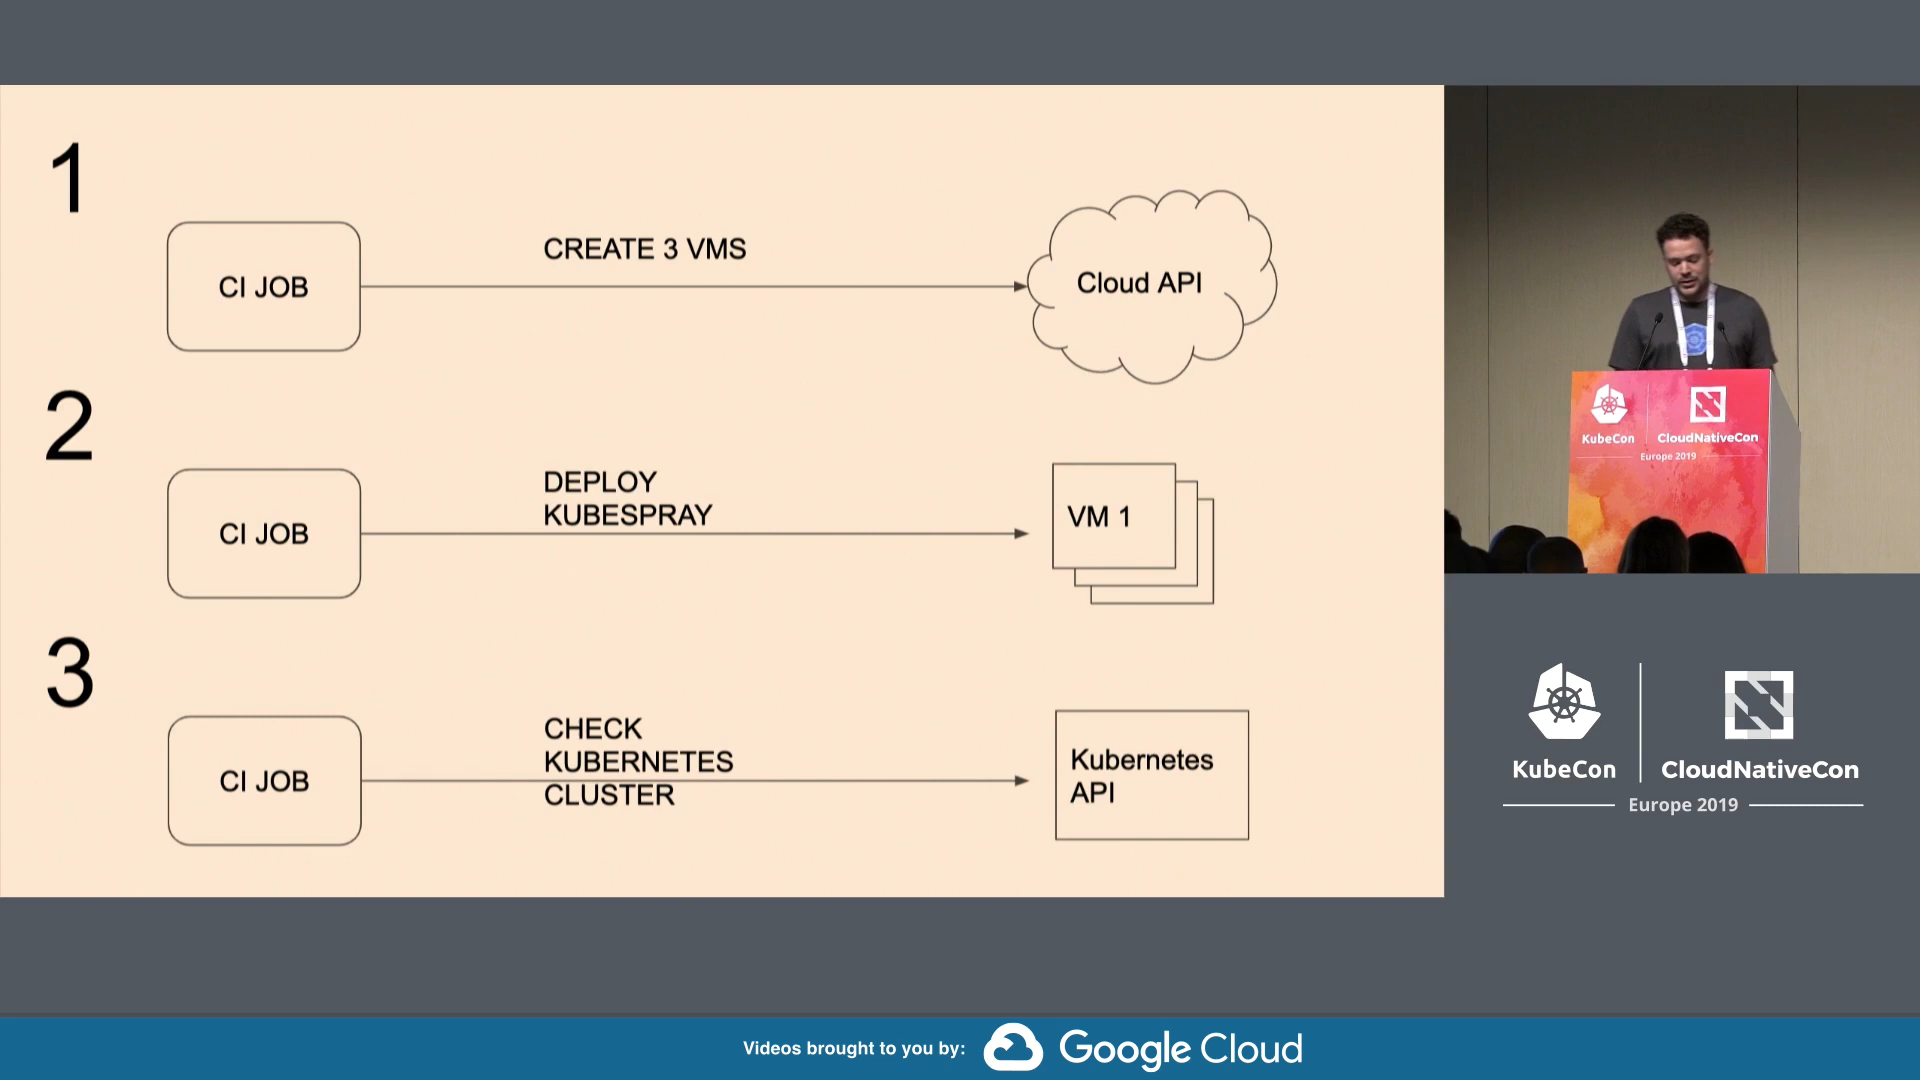 1
CI JOB
CREATE 3 VMS
Cloud API
2
CI JOB
DEPLOY
KUBESPRAY
VM 1
3
CI JOB
CHECK
KUBERNETES
CLUSTER
Kubernetes
API
KubeCon
CloudNativeCon
Europe 2019
KubeCon
CloudNativeCon
Europe 2019
Videos brought to you by:
Google Cloud